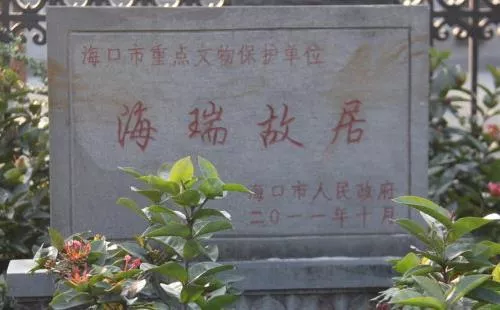 海口市重点文物保护单位
海瑞故居
海口市人民政府
二〇一一年十月